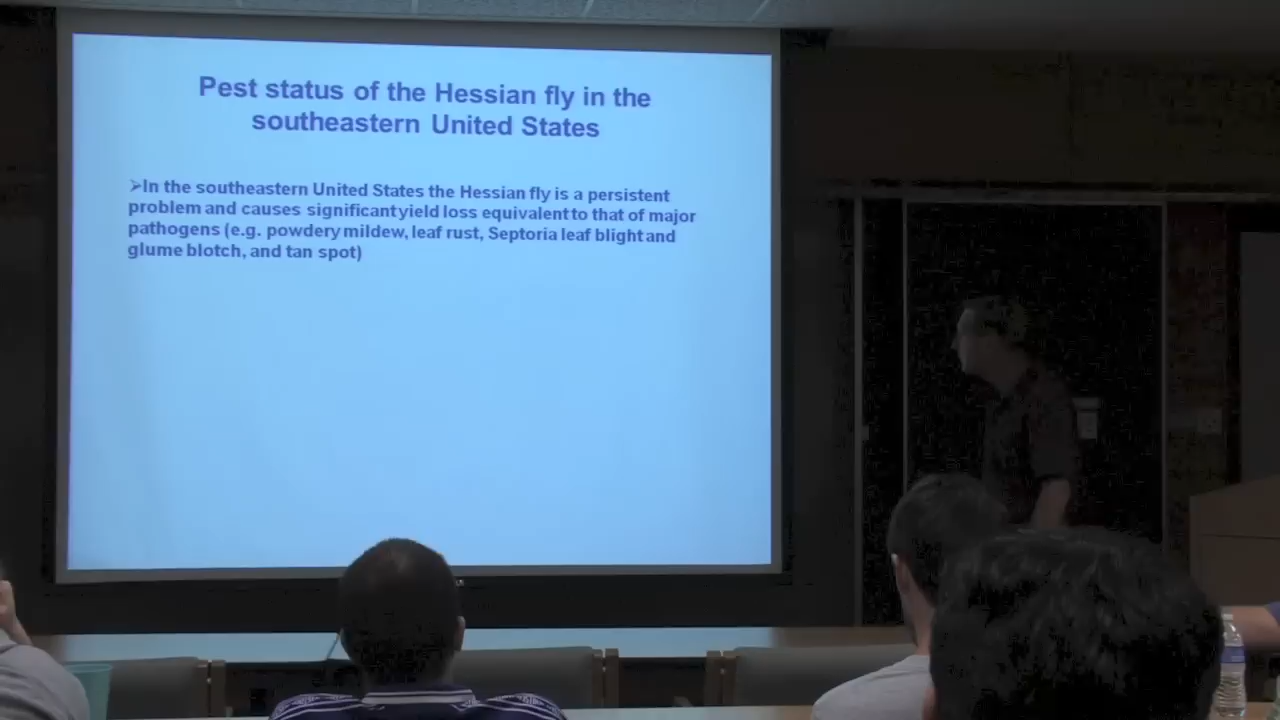 Pest status of the Hessian fly in the
southeastern United States
➢In the southeastern United States the Hessian fly is a persistent
problem and causes significant yield loss equivalent to that of major
pathogens (e.g. powdery mildew, leaf rust, Septoria leaf blight and
glume blotch, and tan spot)